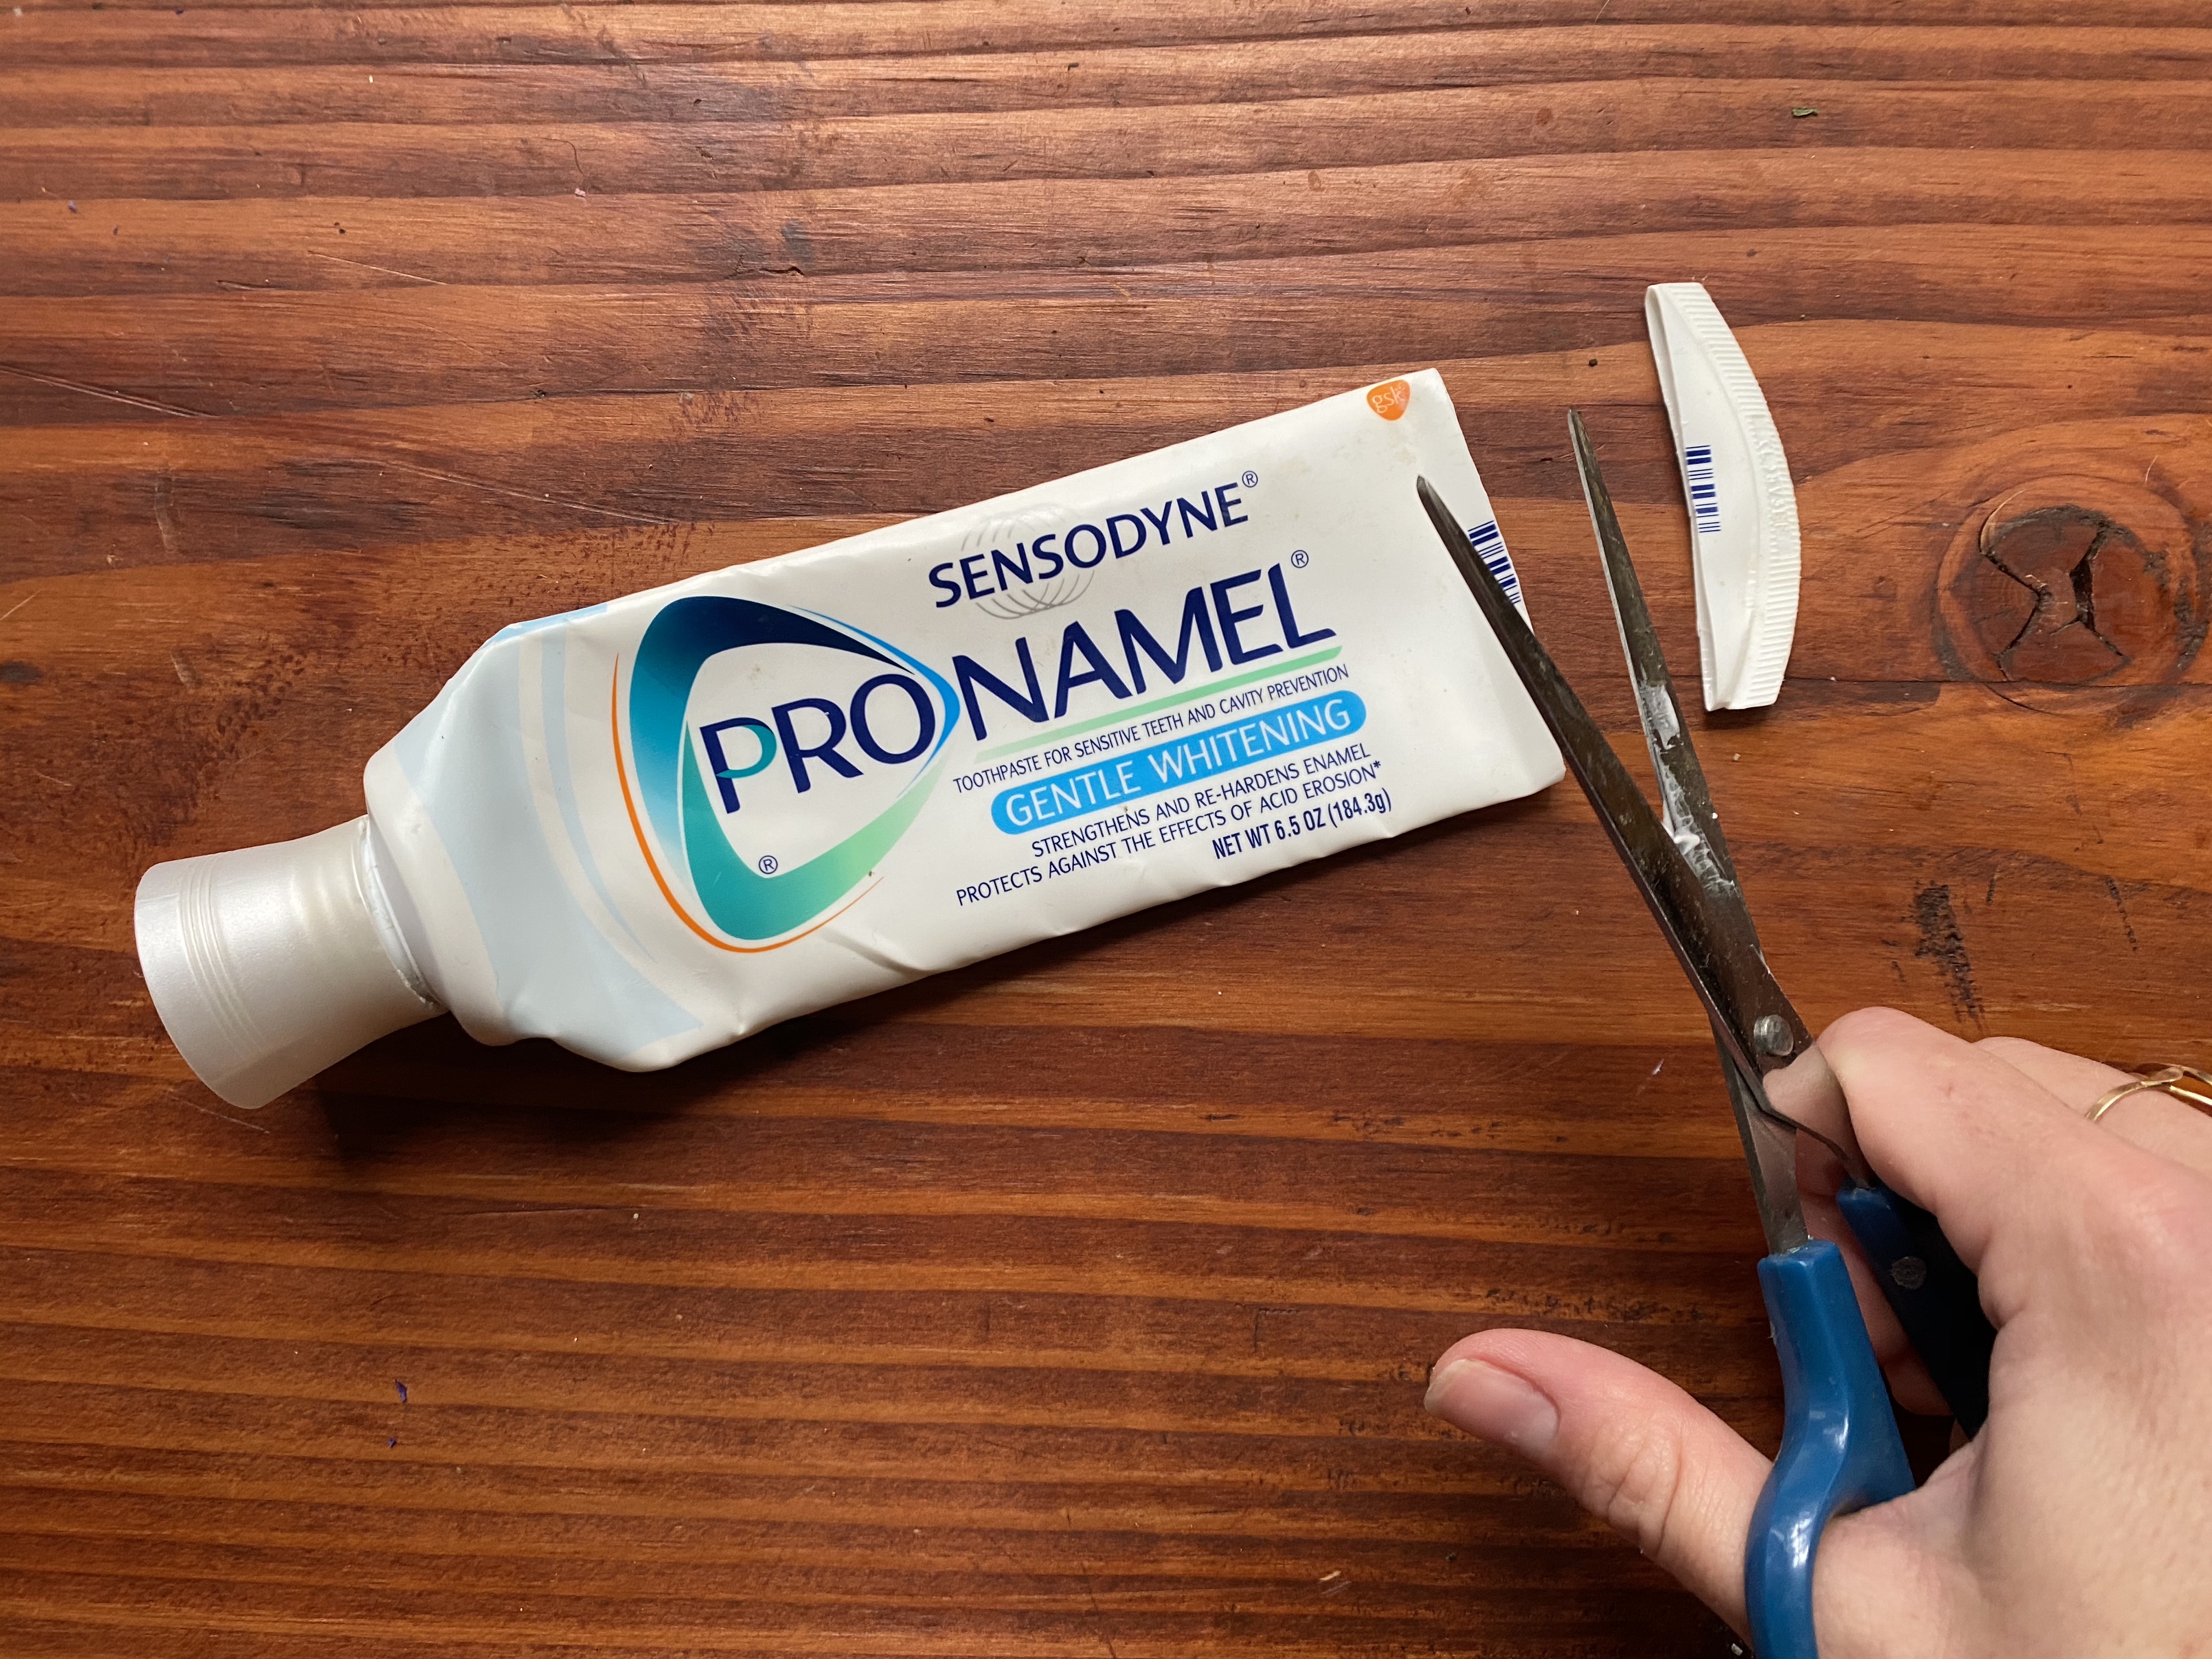 gsk
SENSODYNE®
PRONAMEL®
®
TOOTHPASTE FOR SENSITIVE TEETH AND CAVITY PREVENTION
GENTLE WHITENING
STRENGTHENS AND RE-HARDENS ENAMEL
PROTECTS AGAINST THE EFFECTS OF ACID EROSION*
NET WT 6.5 OZ (184.3g)